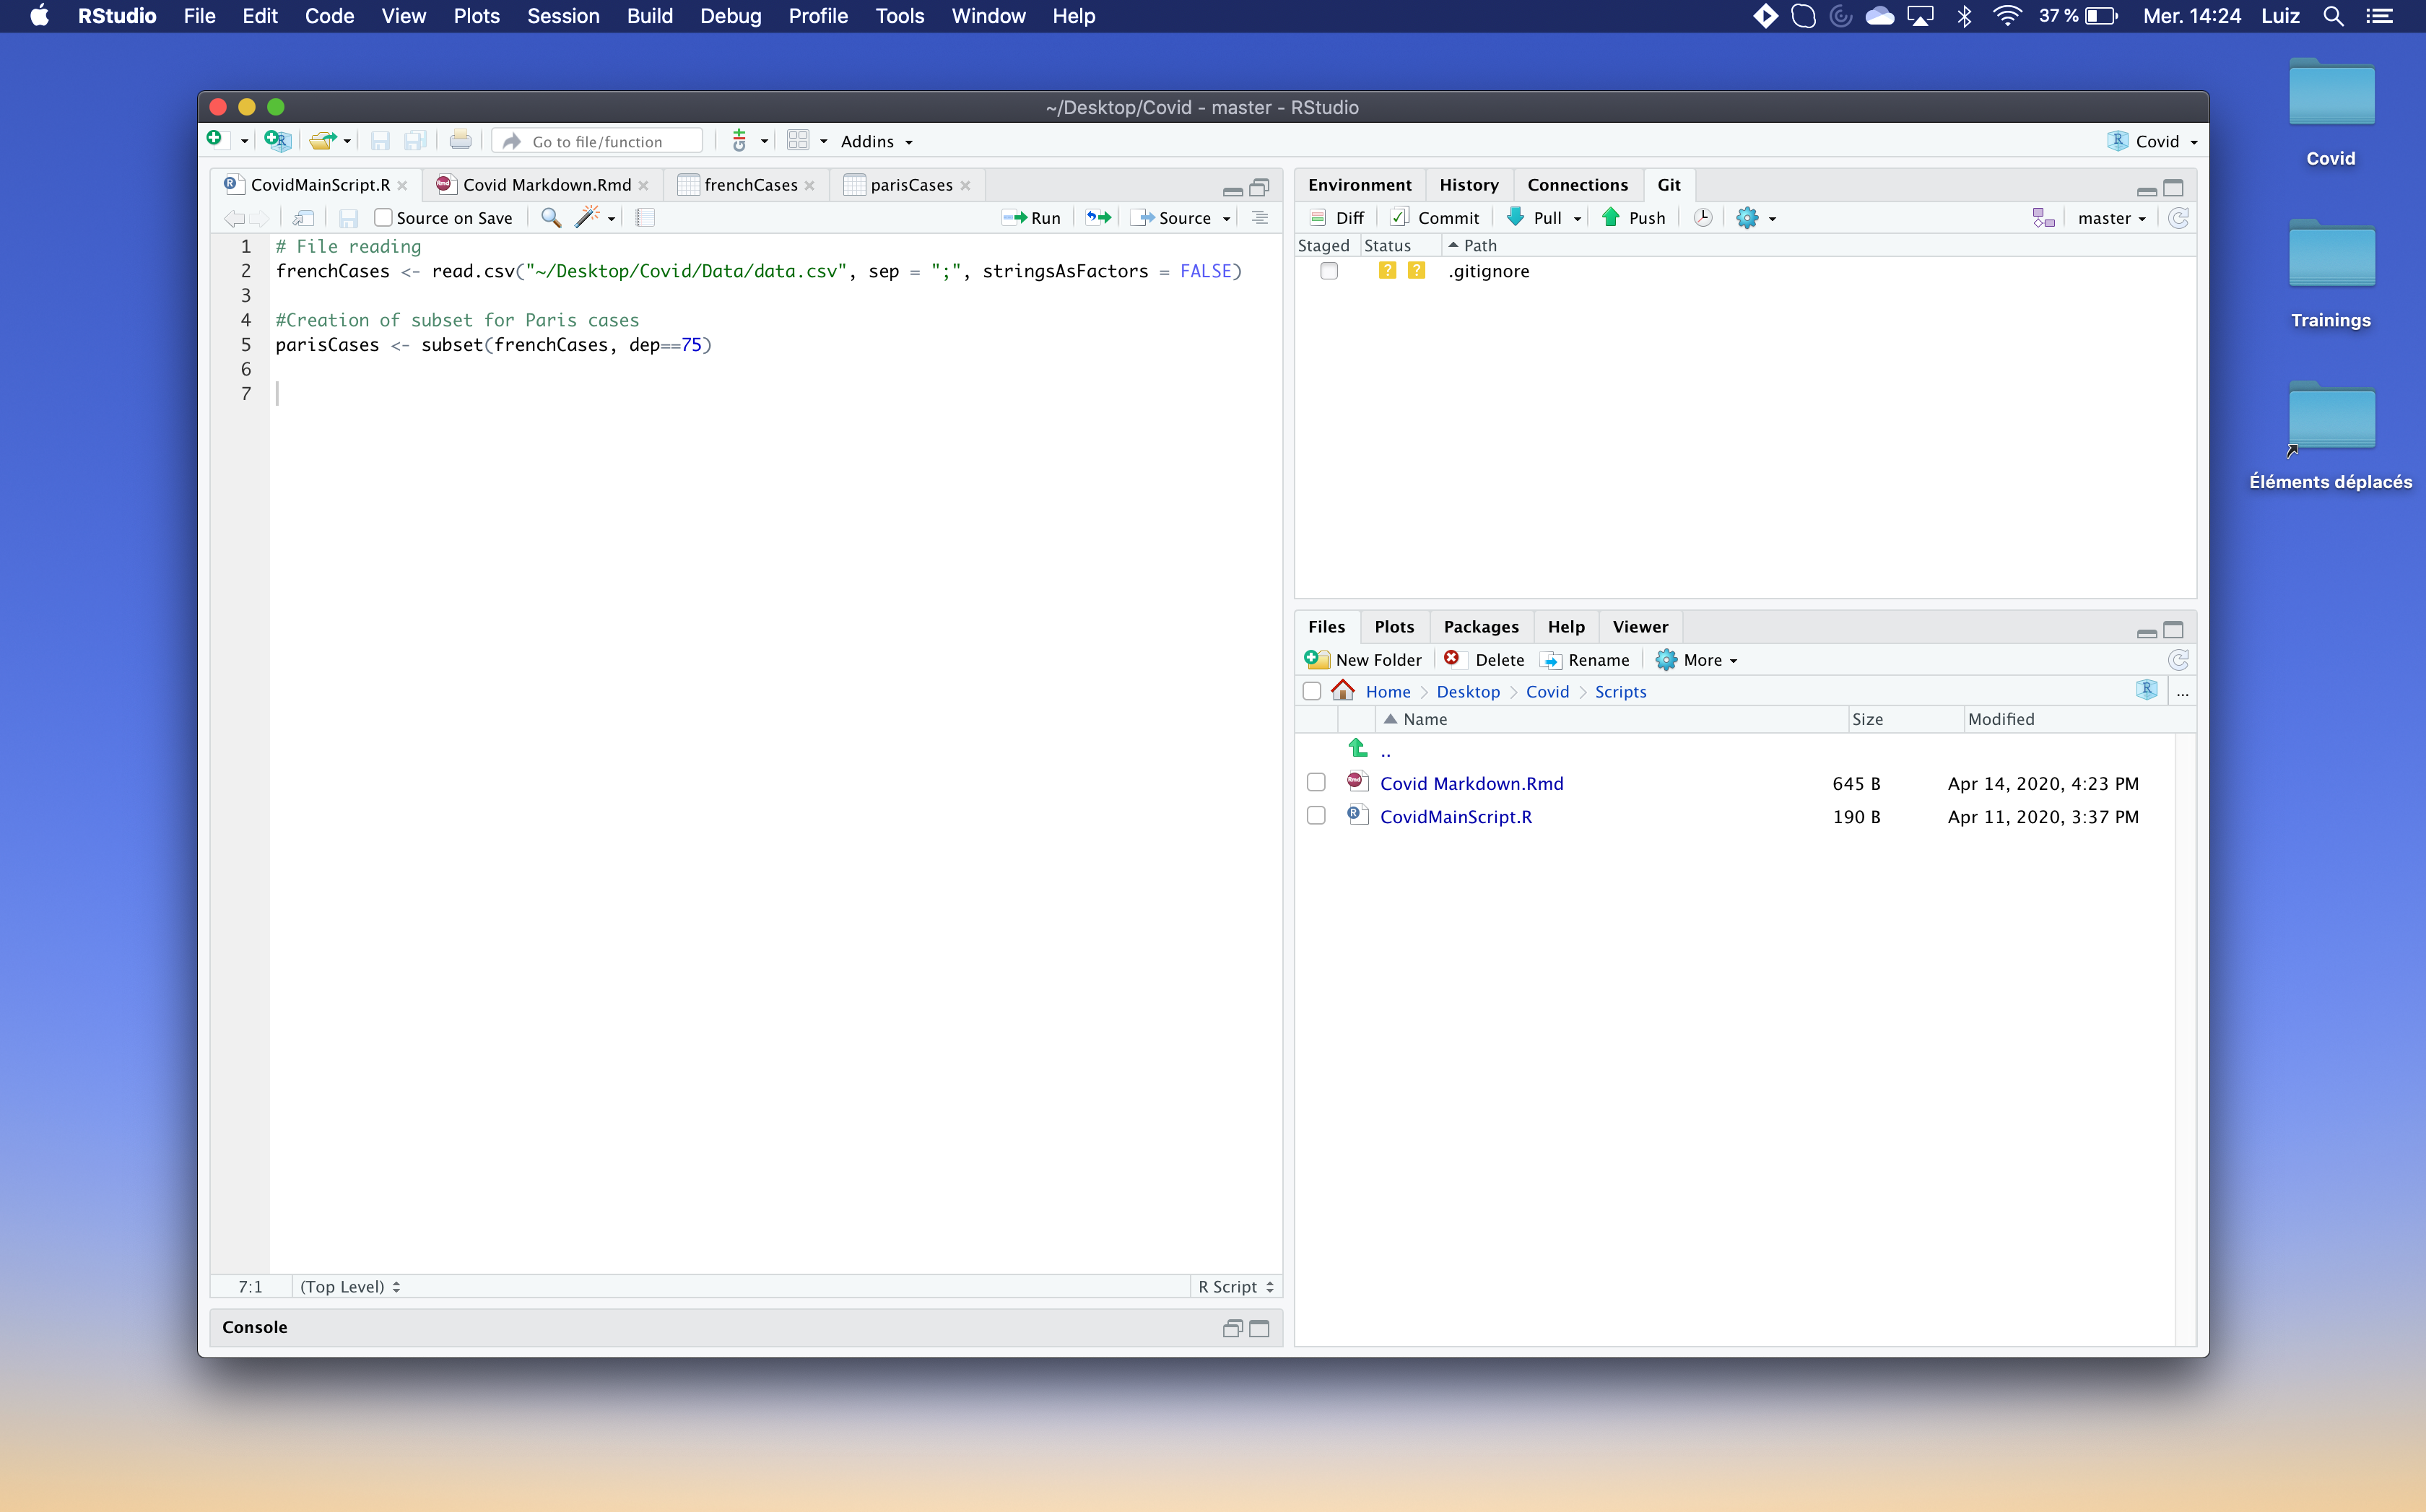 RStudio File Edit Code View Plots Session Build Debug Profile Tools Window Help 37 % Mer. 14:24 Luiz
Covid
Trainings
Éléments déplacés
~/Desktop/Covid - master - RStudio
Go to file/function Git Addins Covid
CovidMainScript.R Covid Markdown.Rmd frenchCases parisCases
Source on Save Run Source
1 # File reading
2 frenchCases <- read.csv("~/Desktop/Covid/Data/data.csv", sep = ";", stringsAsFactors = FALSE)
3
4 #Creation of subset for Paris cases
5 parisCases <- subset(frenchCases, dep==75)
6
7
7:1 (Top Level) R Script
Console
Environment History Connections Git
Diff Commit Pull Push master
Staged Status Path
? ? .gitignore
Files Plots Packages Help Viewer
New Folder Delete Rename More
Home Desktop Covid Scripts ...
Name Size Modified
..
Covid Markdown.Rmd 645 B Apr 14, 2020, 4:23 PM
CovidMainScript.R 190 B Apr 11, 2020, 3:37 PM